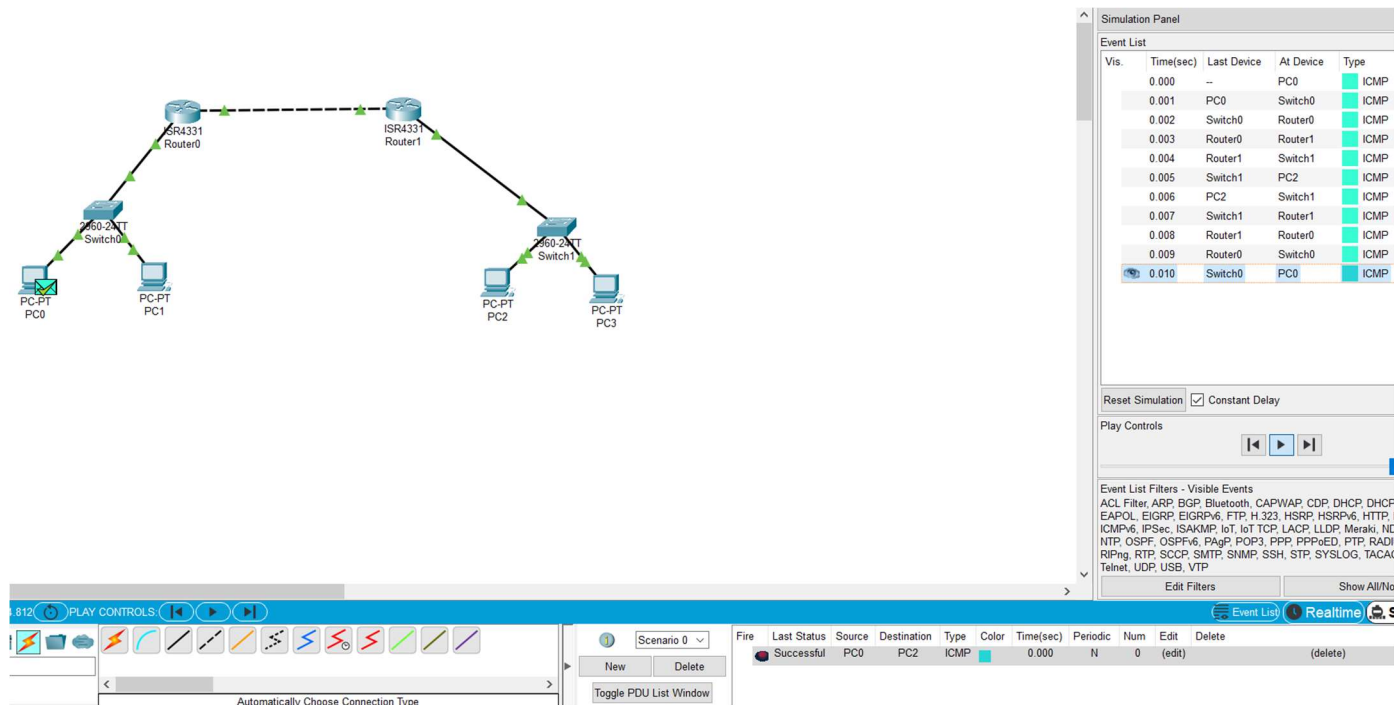 Simulation Panel
Event List
Vis. Time(sec) Last Device At Device Type
0.000 -- PC0 ICMP
0.001 PC0 Switch0 ICMP
0.002 Switch0 Router0 ICMP
0.003 Router0 Router1 ICMP
0.004 Router1 Switch1 ICMP
0.005 Switch1 PC2 ICMP
0.006 PC2 Switch1 ICMP
0.007 Switch1 Router1 ICMP
0.008 Router1 Router0 ICMP
0.009 Router0 Switch0 ICMP
0.010 Switch0 PC0 ICMP
ISR4331
Router0
ISR4331
Router1
2960-24TT
Switch0
2960-24TT
Switch1
PC-PT
PC0
PC-PT
PC1
PC-PT
PC2
PC-PT
PC3
Reset Simulation Constant Delay
Play Controls
Event List Filters - Visible Events
ACL Filter, ARP, BGP, Bluetooth, CAPWAP, CDP, DHCP, DHCP
EAPOL, EIGRP, EIGRPv6, FTP, H.323, HSRP, HSRPv6, HTTP,
ICMPv6, IPSec, ISAKMP, IoT, IoT TCP, LACP, LLDP, Meraki, ND
NTP, OSPF, OSPFv6, PAgP, POP3, PPP, PPPoED, PTP, RADI
RIPng, RTP, SCCP, SMTP, SNMP, SSH, STP, SYSLOG, TACAC
Telnet, UDP, USB, VTP
Edit Filters Show All/No
.812 PLAY CONTROLS: Event List Realtime S
Scenario 0
New Delete
Toggle PDU List Window
Fire Last Status Source Destination Type Color Time(sec) Periodic Num Edit Delete
Successful PC0 PC2 ICMP 0.000 N 0 (edit) (delete)
Automatically Choose Connection Type